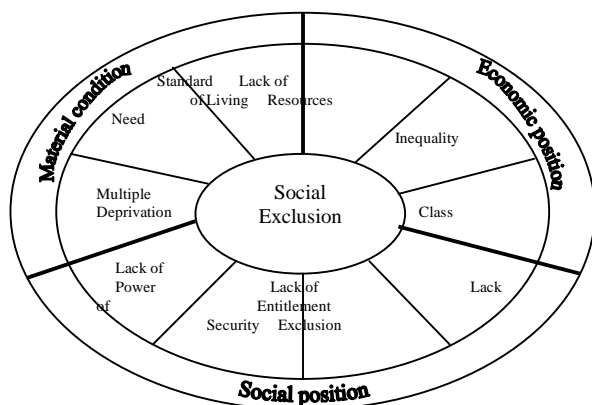 Material condition
Economic position
Social position
Standard Lack of
of Living Resources
Need
Inequality
Multiple
Deprivation
Social
Exclusion
Class
Lack of
Power
of
Lack of
Entitlement
Security Exclusion
Lack